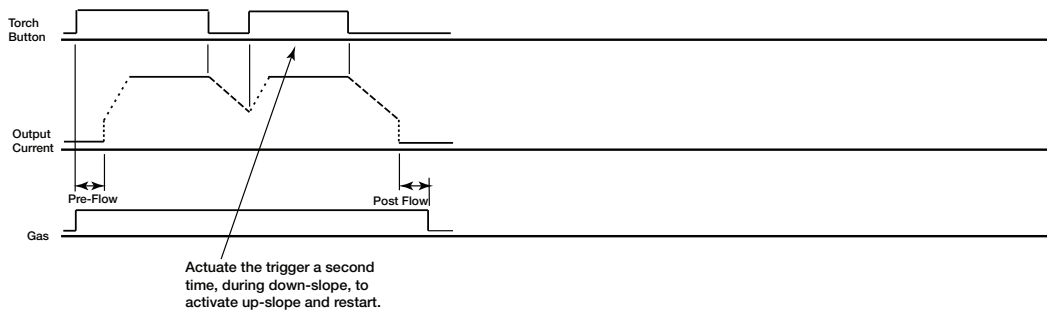 Torch
Button
Output
Current
Pre-Flow
Post Flow
Gas
Actuate the trigger a second
time, during down-slope, to
activate up-slope and restart.